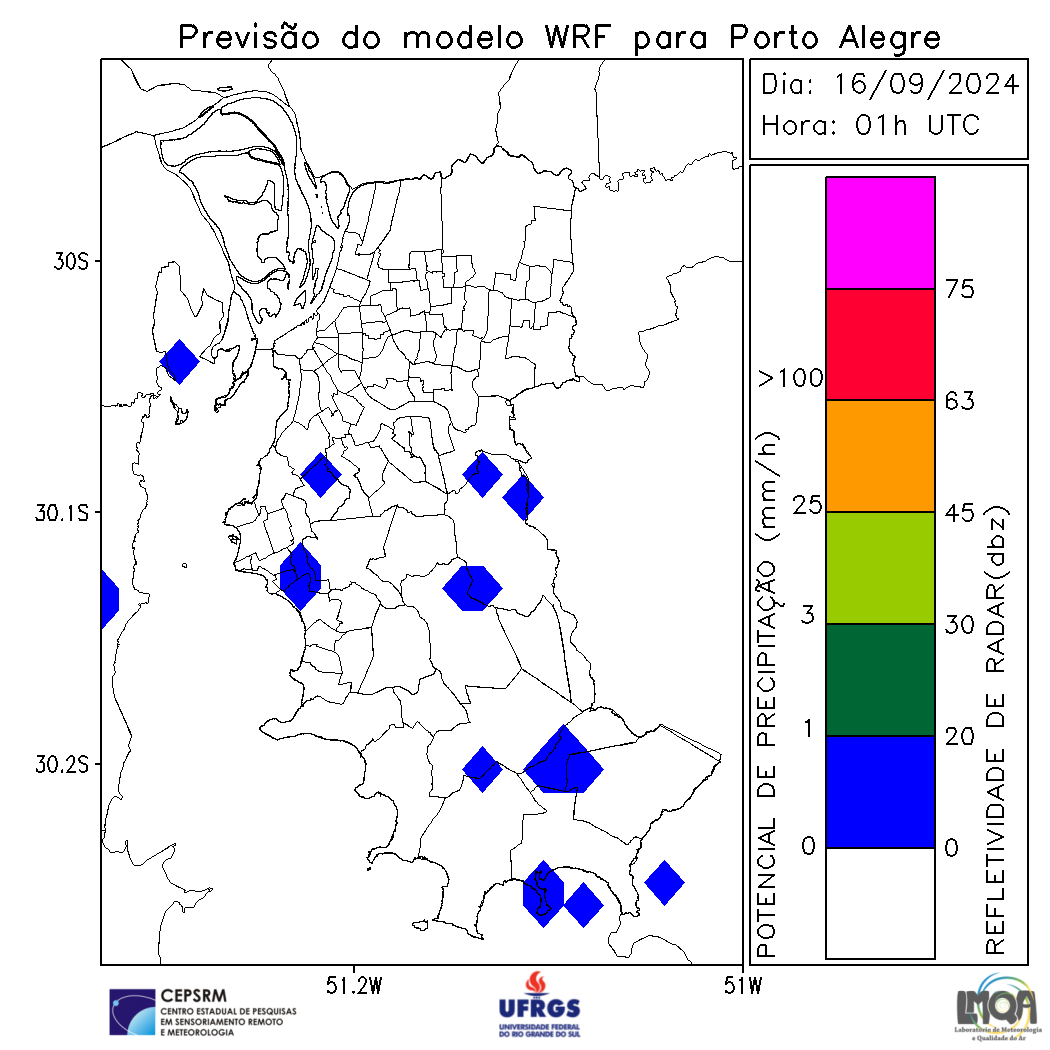 Previsão do modelo WRF para Porto Alegre
Dia: 16/09/2024
Hora: 01h UTC
30S
30.1S
30.2S
51.2W
51W
POTENCIAL DE PRECIPITAÇÃO (mm/h)
>100
25
3
1
0
75
63
45
30
20
0
REFLETIVIDADE DE RADAR(dbz)
CEPSRM
CENTRO ESTADUAL DE PESQUISAS
EM SENSORIAMENTO REMOTO
E METEOROLOGIA
UFRGS
UNIVERSIDADE FEDERAL
DO RIO GRANDE DO SUL
LMQA
Laboratório de Meteorologia
e Qualidade do Ar